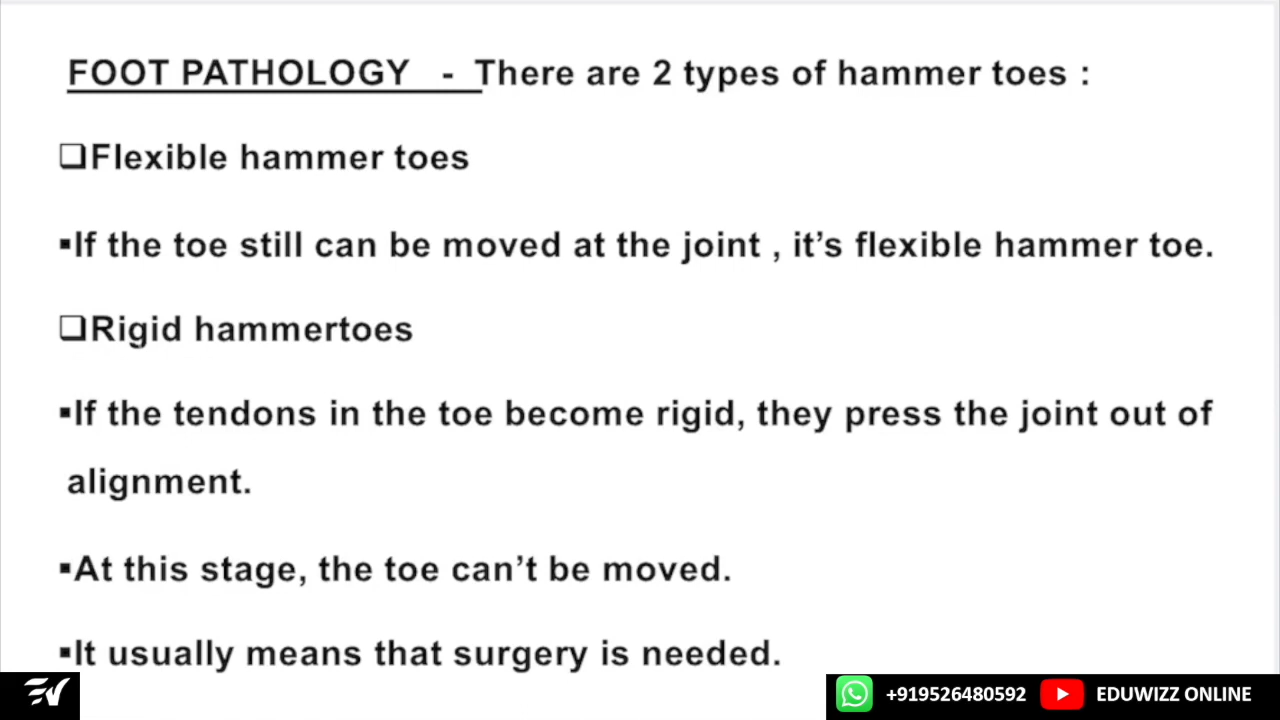 FOOT PATHOLOGY - There are 2 types of hammer toes :
❑Flexible hammer toes
▪If the toe still can be moved at the joint , it’s flexible hammer toe.
❑Rigid hammertoes
▪If the tendons in the toe become rigid, they press the joint out of
alignment.
▪At this stage, the toe can’t be moved.
▪It usually means that surgery is needed.
+919526480592 EDUWIZZ ONLINE